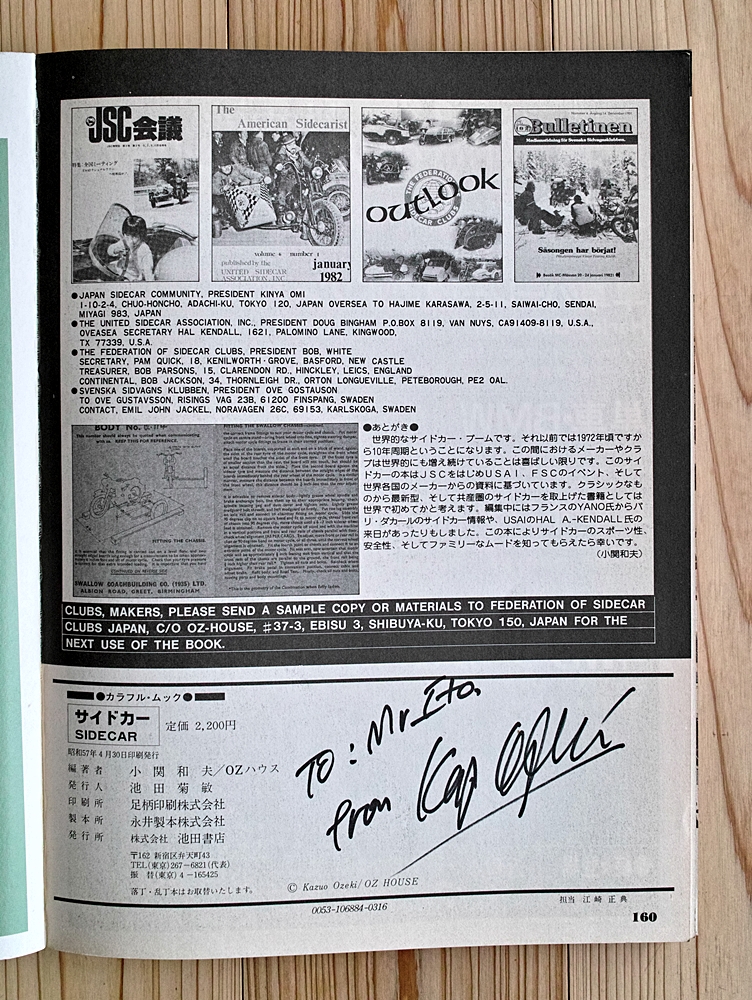 JSC会議
The
American Sidecarist
volume 6 number 1
published by the
UNITED SIDECAR
ASSOCIATION, INC
january
1982
outlook
THE FEDERATION
SIDECAR CLUBS
Bulletinen
Medlemstidning för Svenska Sidvagnsklubben.
Säsongen har börjat!
●JAPAN SIDECAR COMMUNITY, PRESIDENT KINYA OMI
1-10-2-4, CHUO-HONCHO, ADACHI-KU, TOKYO 120, JAPAN OVERSEA TO HAJIME KARASAWA, 2-5-11, SAIWAI-CHO, SENDAI,
MIYAGI 983, JAPAN
●THE UNITED SIDECAR ASSOCIATION, INC., PRESIDENT DOUG BINGHAM P.O.BOX 8119, VAN NUYS, CA91409-8119, U.S.A.,
OVEASEA SECRETARY HAL KENDALL, 1621, PALOMINO LANE, KINGWOOD,
TX 77339, U.S.A.
●THE FEDERATION OF SIDECAR CLUBS, PRESIDENT BOB, WHITE
SECRETARY, PAM QUICK, 18, KENILWORTH·GROVE, BASFORD, NEW CASTLE
TREASURER, BOB PARSONS, 15, CLARENDON RD., HINCKLEY, LEICS, ENGLAND
CONTINENTAL, BOB JACKSON, 34, THORNLEIGH DR., ORTON LONGUEVILLE, PETEBOROUGH, PE2 OAL.
●SVENSKA SIDVAGNS KLUBBEN, PRESIDENT OVE GOSTAUSON
TO OVE GUSTAVSSON, RISINGS VAG 23B, 61200 FINSPANG, SWADEN
CONTACT, EMIL JOHN JACKEL, NORAVAGEN 26C, 69153, KARLSKOGA, SWADEN
BODY No.
FITTING THE SWALLOW CHASSIS
FITTING THE CHASSIS
SWALLOW COACHBUILDING CO. (1935) LTD.
ALBION ROAD, GREET, BIRMINGHAM
●あとがき●
世界的なサイドカー・ブームです。それ以前では1972年頃ですか
ら10年周期ということになります。この間におけるメーカーやクラ
ブは世界的にも増え続けていることは喜ばしい限りです。このサイ
ドカーの本はJSCをはじめUSAI、FSCのイベント、そして
世界各国のメーカーからの資料に基づいています。クラシックなも
のから最新型、そして共産圏のサイドカーを取上げた書籍としては
世界で初めてかと考えます。編集中にはフランスのYANO氏からパ
リ・ダカールのサイドカー情報や、USAIのHAL A.-KENDALL氏の
来日があったりもしました。この本によりサイドカーのスポーツ性、
安全性、そしてファミリーなムードを知ってもらえたら幸いです。
(小関和夫)
CLUBS, MAKERS, PLEASE SEND A SAMPLE COPY OR MATERIALS TO FEDERATION OF SIDECAR
CLUBS JAPAN, C/O OZ-HOUSE, #37-3, EBISU 3, SHIBUYA-KU, TOKYO 150, JAPAN FOR THE
NEXT USE OF THE BOOK.
●カラフル・ムック●
サイドカー
SIDECAR
定価 2,200円
昭和57年4月30日印刷発行
編著者 小関和夫/OZハウス
発行人 池田菊敏
印刷所 足柄印刷株式会社
製本所 永井製本株式会社
発行所 株式会社 池田書店
〒162 新宿区弁天町43
TEL(東京)267-6821(代表)
振替(東京)4-165425
落丁・乱丁本はお取替いたします。
TO: Mr Ito
from Kaz Ozeki
© Kazuo Ozeki/OZ HOUSE
担当 江崎正典
0053-106884-0316
160